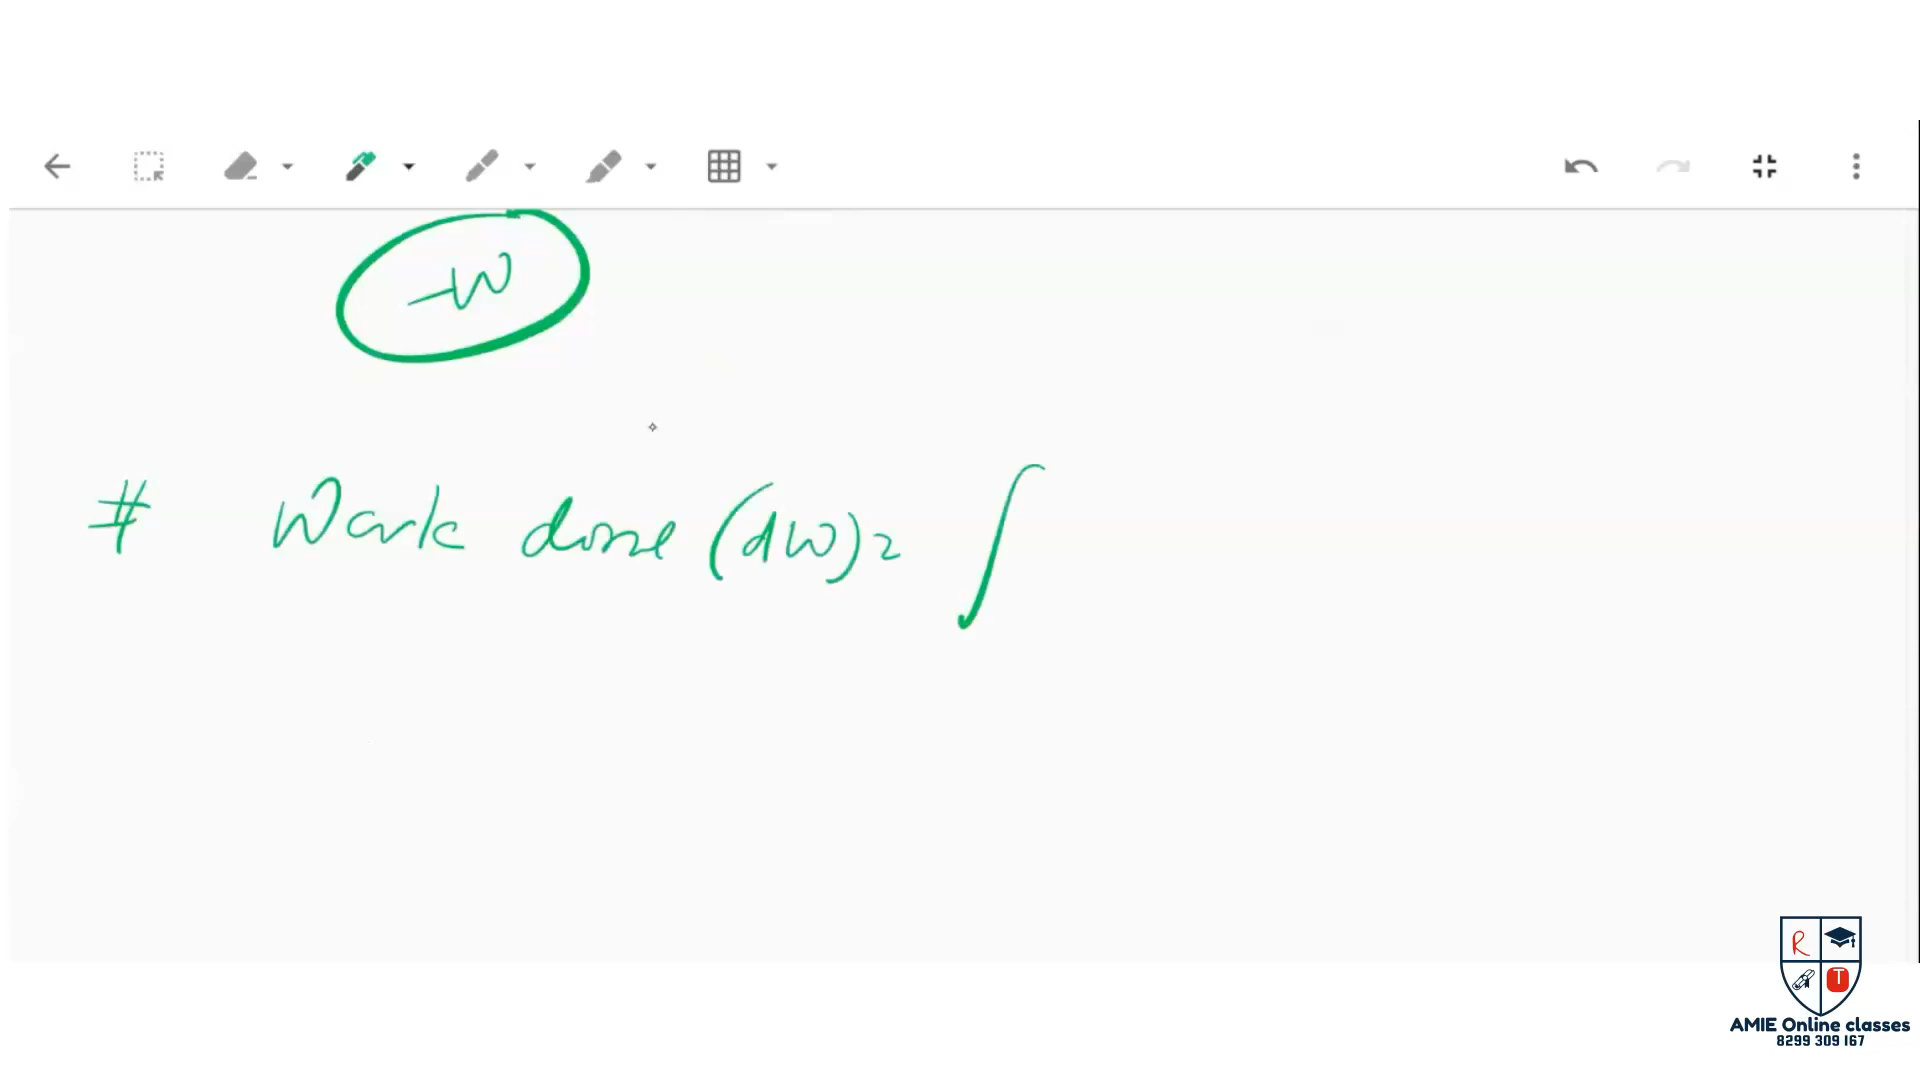 -W
# Work done (dW)= ∫
R
T
AMIE Online classes
8299 309 167